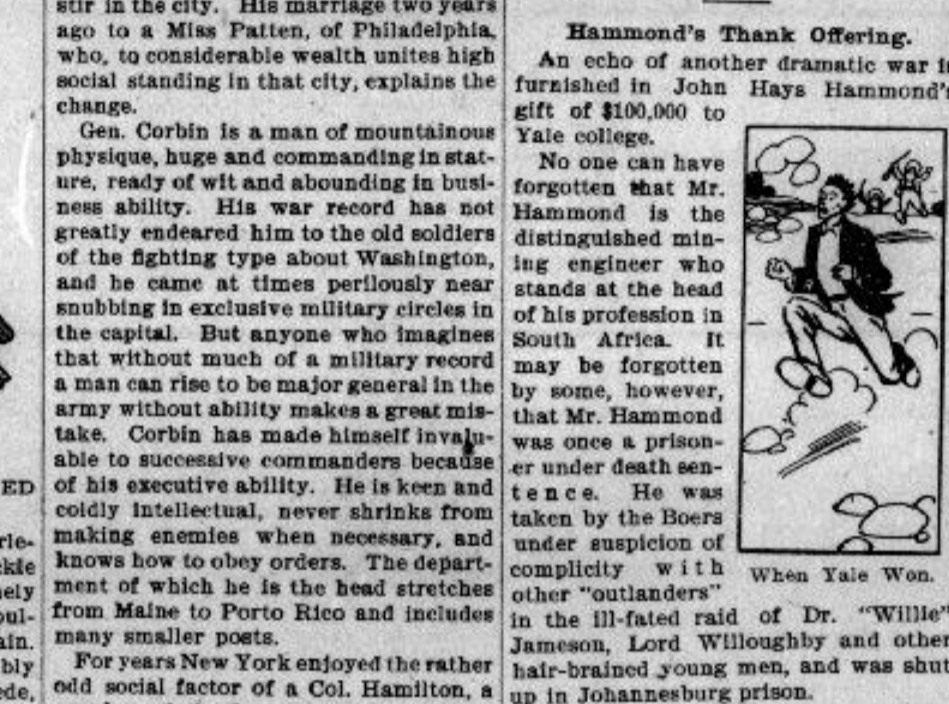 stir in the city. His marriage two years
ago to a Miss Patten, of Philadelphia,
who, to considerable wealth unites high
social standing in that city, explains the
change.
Gen. Corbin is a man of mountainous
physique, huge and commanding in stat-
ure, ready of wit and abounding in busi-
ness ability. His war record has not
greatly endeared him to the old soldiers
of the fighting type about Washington,
and he came at times perilously near
snubbing in exclusive military circles in
the capital. But anyone who imagines
that without much of a military record
a man can rise to be major general in the
army without ability makes a great mis-
take. Corbin has made himself invalu-
able to successive commanders because
of his executive ability. He is keen and
coldly intellectual, never shrinks from
making enemies when necessary, and
knows how to obey orders. The depart-
ment of which he is the head stretches
from Maine to Porto Rico and includes
many smaller posts.
For years New York enjoyed the rather
odd social factor of a Col. Hamilton, a
Hammond's Thank Offering.
An echo of another dramatic war is
furnished in John Hays Hammond's
gift of $100,000 to
Yale college.
No one can have
forgotten that Mr.
Hammond is the
distinguished min-
ing engineer who
stands at the head
of his profession in
South Africa. It
may be forgotten
by some, however,
that Mr. Hammond
was once a prison-
er under death sen-
tence. He was
taken by the Boers
under suspicion of
complicity with
other "outlanders"
When Yale Won.
in the ill-fated raid of Dr. "Willie"
Jameson, Lord Willoughby and other
hair-brained young men, and was shut
up in Johannesburg prison.